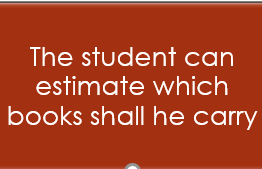 The student can
estimate which
books shall he carry